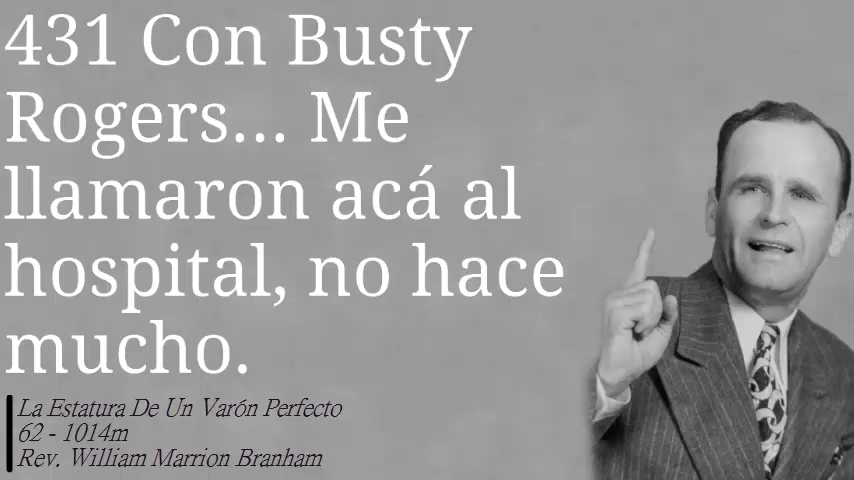 431 Con Busty
Rogers... Me
llamaron acá al
hospital, no hace
mucho.
La Estatura De Un Varón Perfecto
62 - 1014m
Rev. William Marrion Branham